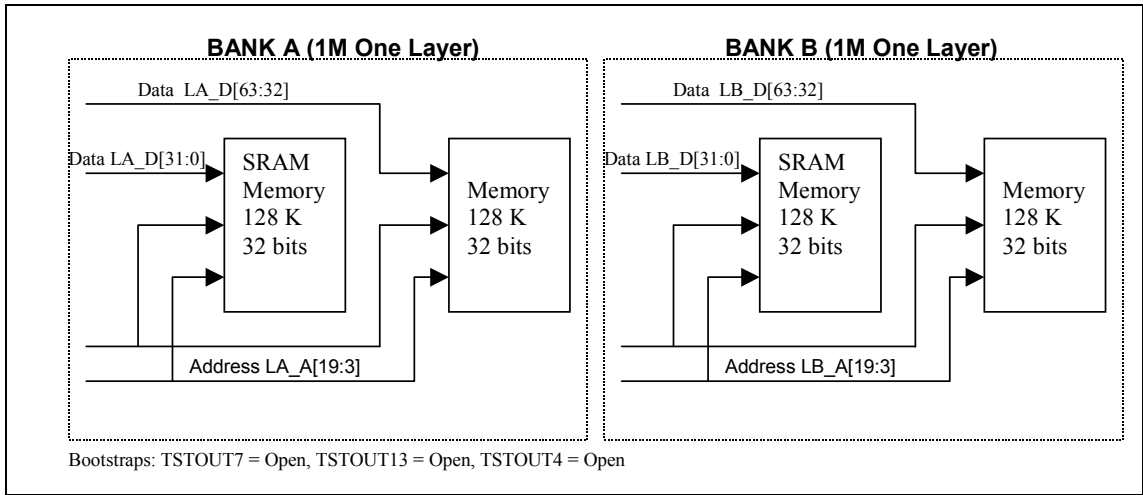 BANK A (1M One Layer)
Data LA_D[63:32]
Data LA_D[31:0]
SRAM
Memory
128 K
32 bits
Memory
128 K
32 bits
Address LA_A[19:3]
BANK B (1M One Layer)
Data LB_D[63:32]
Data LB_D[31:0]
SRAM
Memory
128 K
32 bits
Memory
128 K
32 bits
Address LB_A[19:3]
Bootstraps: TSTOUT7 = Open, TSTOUT13 = Open, TSTOUT4 = Open